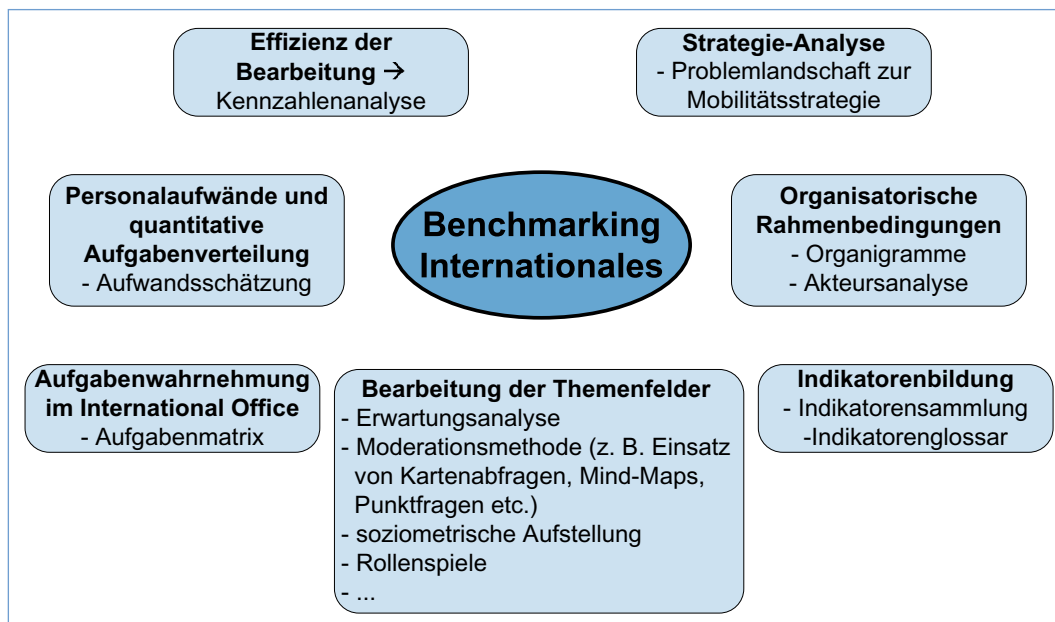 Effizienz der
Bearbeitung →
Kennzahlenanalyse
Strategie-Analyse
- Problemlandschaft zur
Mobilitätsstrategie
Personalaufwände und
quantitative
Aufgabenverteilung
- Aufwandsschätzung
Benchmarking
Internationales
Organisatorische
Rahmenbedingungen
- Organigramme
- Akteursanalyse
Aufgabenwahrnehmung
im International Office
- Aufgabenmatrix
Bearbeitung der Themenfelder
- Erwartungsanalyse
- Moderationsmethode (z. B. Einsatz
von Kartenabfragen, Mind-Maps,
Punktfragen etc.)
- soziometrische Aufstellung
- Rollenspiele
- ...
Indikatorenbildung
- Indikatorensammlung
-Indikatorenglossar